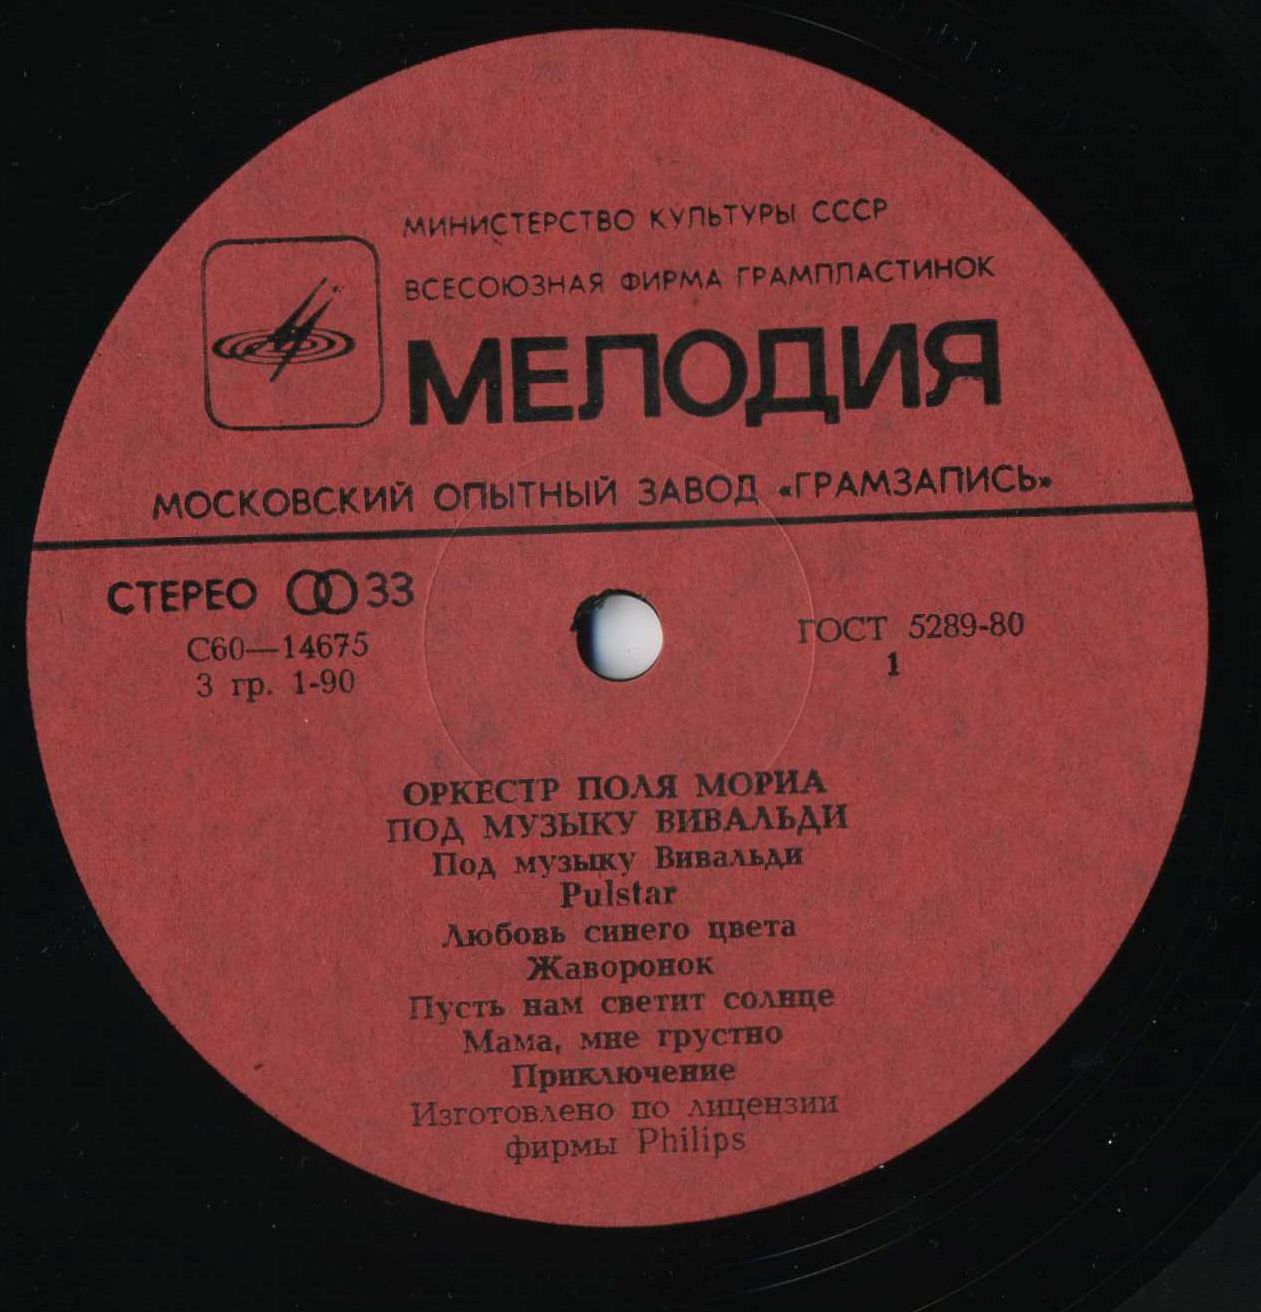 МИНИСТЕРСТВО КУЛЬТУРЫ СССР
ВСЕСОЮЗНАЯ ФИРМА ГРАМПЛАСТИНОК
МЕЛОДИЯ
МОСКОВСКИЙ ОПЫТНЫЙ ЗАВОД «ГРАМЗАПИСЬ»
СТЕРЕО 33
С60—14675
3 гр. 1-90
ГОСТ 5289-80
1
ОРКЕСТР ПОЛЯ МОРИА
ПОД МУЗЫКУ ВИВАЛЬДИ
Под музыку Вивальди
Pulstar
Любовь синего цвета
Жаворонок
Пусть нам светит солнце
Мама, мне грустно
Приключение
Изготовлено по лицензии
фирмы Philips